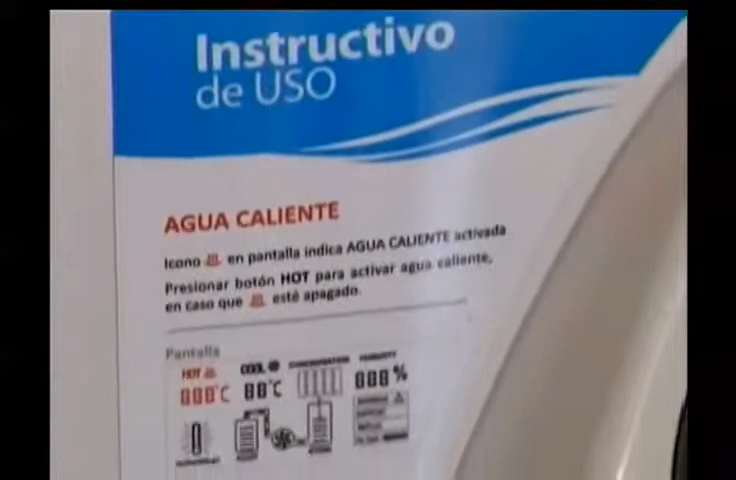 Instructivo
de USO
AGUA CALIENTE
Icono en pantalla indica AGUA CALIENTE activada
Presionar botón HOT para activar agua caliente,
en caso que esté apagado.
Pantalla
HOT COOL
888°C 88°C 888%